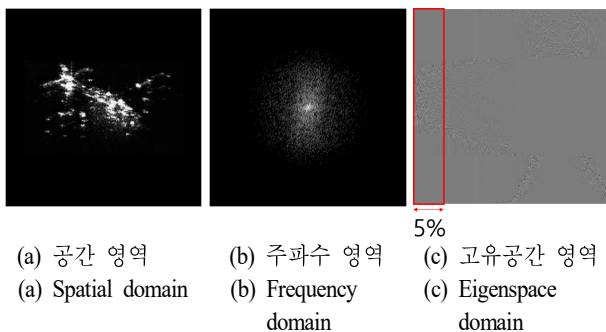 5%
(a) 공간 영역
(a) Spatial domain
(b) 주파수 영역
(b) Frequency
domain
(c) 고유공간 영역
(c) Eigenspace
domain